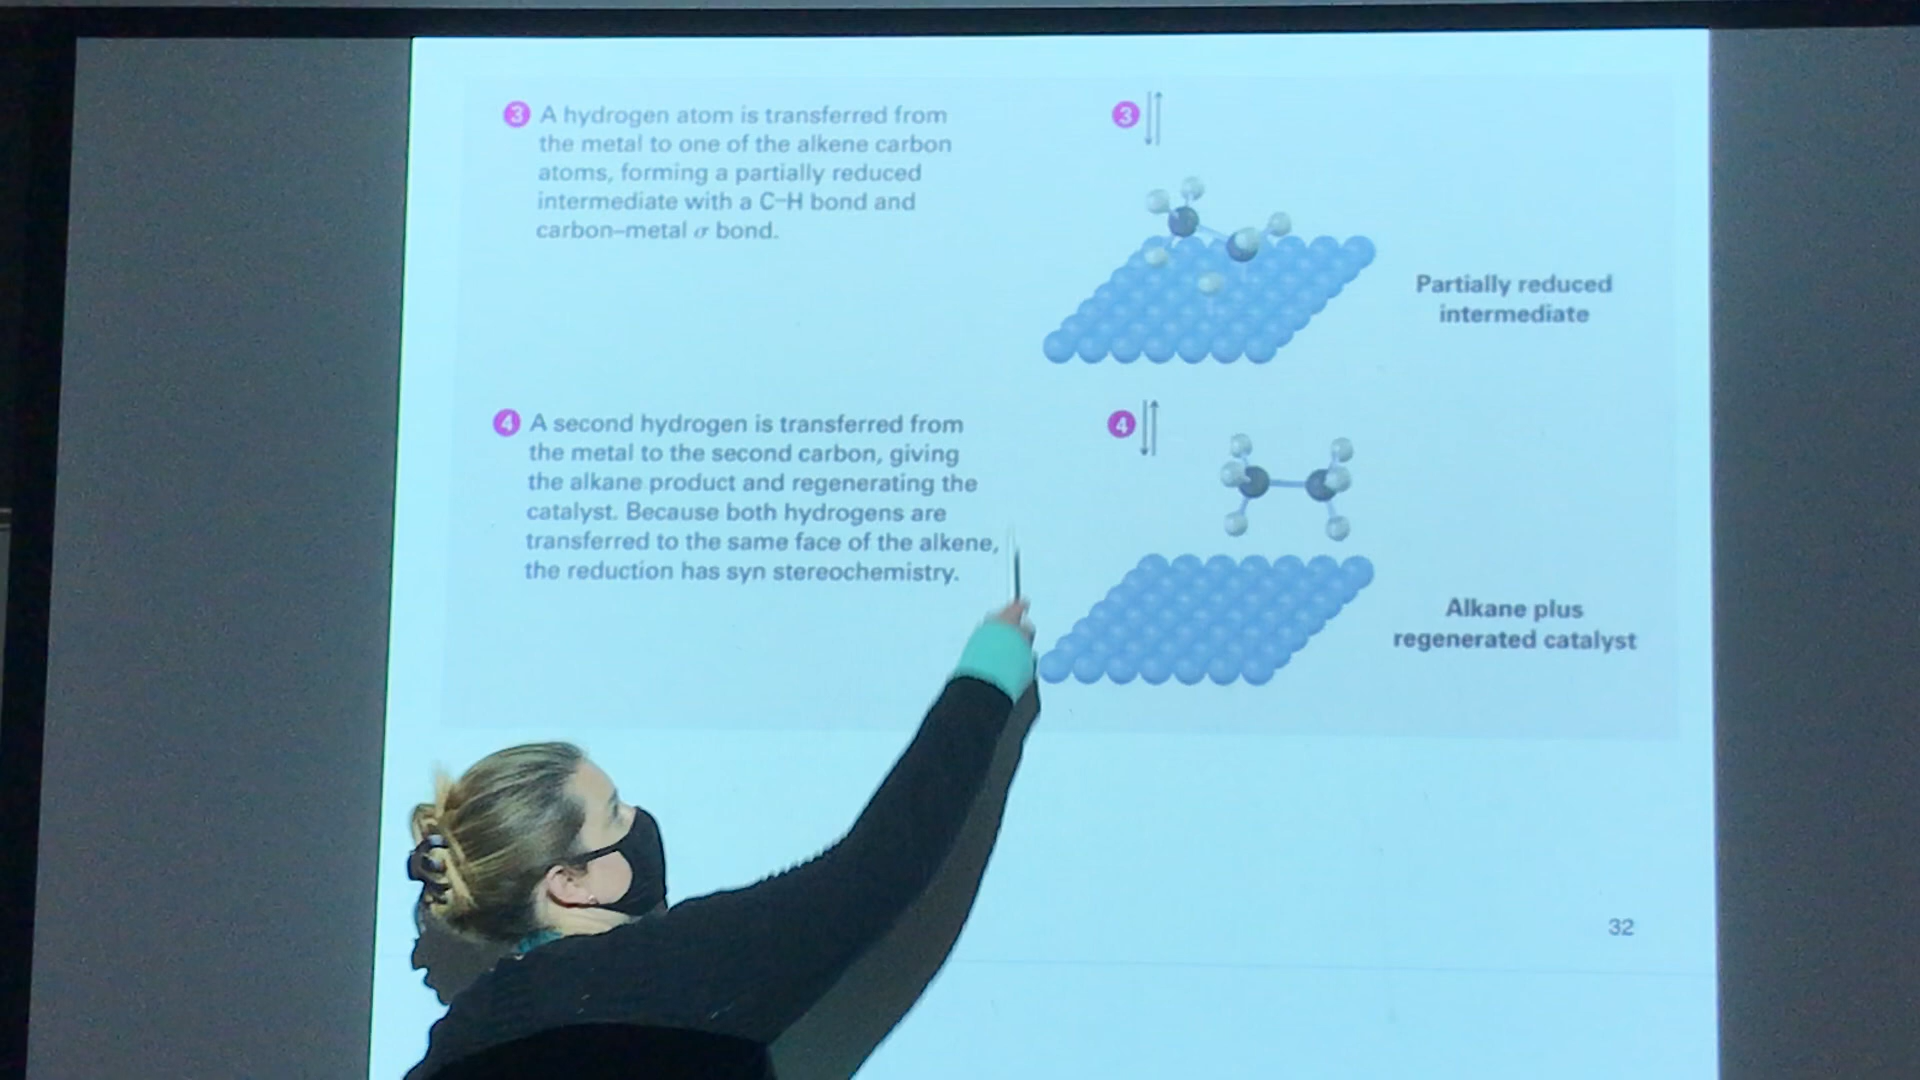 3 A hydrogen atom is transferred from
the metal to one of the alkene carbon
atoms, forming a partially reduced
intermediate with a C–H bond and
carbon–metal σ bond.
3
Partially reduced
intermediate
4 A second hydrogen is transferred from
the metal to the second carbon, giving
the alkane product and regenerating the
catalyst. Because both hydrogens are
transferred to the same face of the alkene,
the reduction has syn stereochemistry.
4
Alkane plus
regenerated catalyst
32